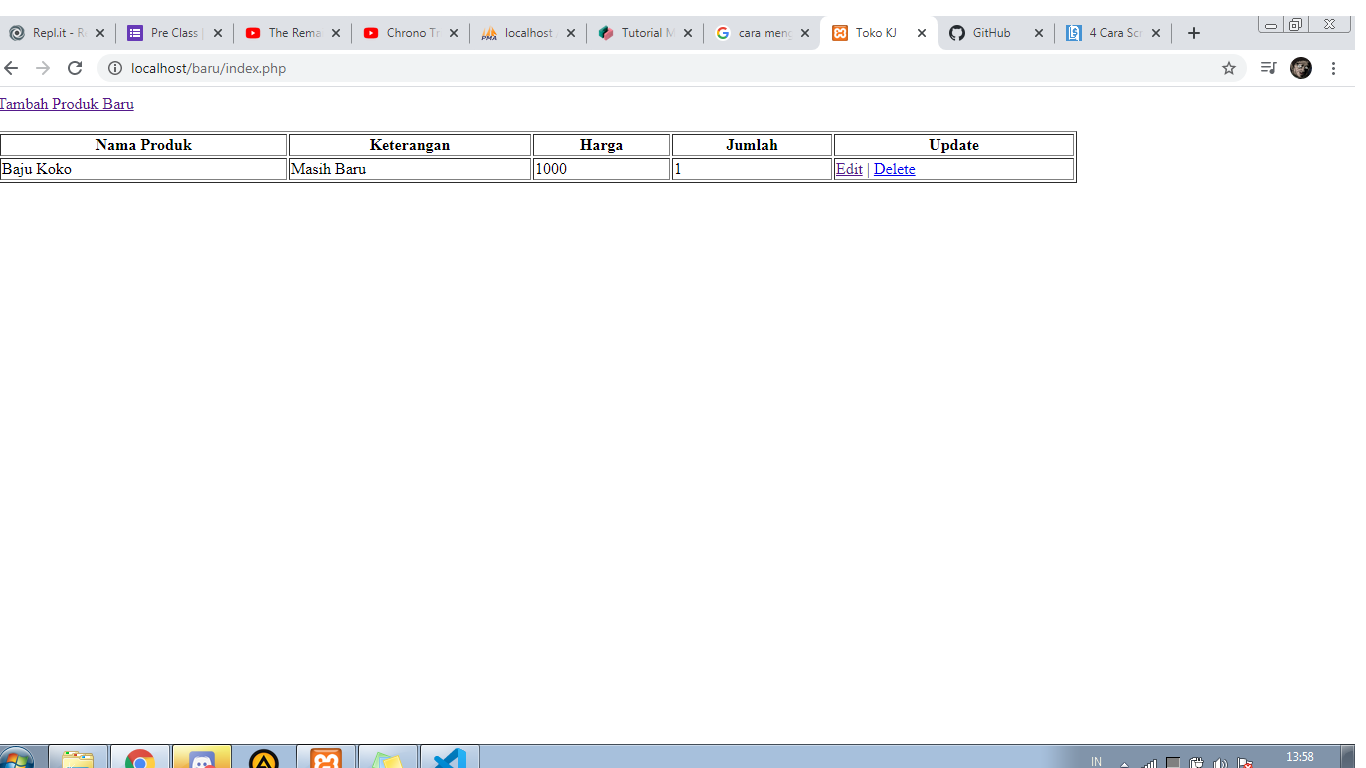 Repl.it - R Pre Class The Rema Chrono Tr localhost Tutorial M cara meng Toko KJ GitHub 4 Cara Scr
localhost/baru/index.php
Tambah Produk Baru
Nama Produk Keterangan Harga Jumlah Update
Baju Koko Masih Baru 1000 1 Edit | Delete
IN 13:58